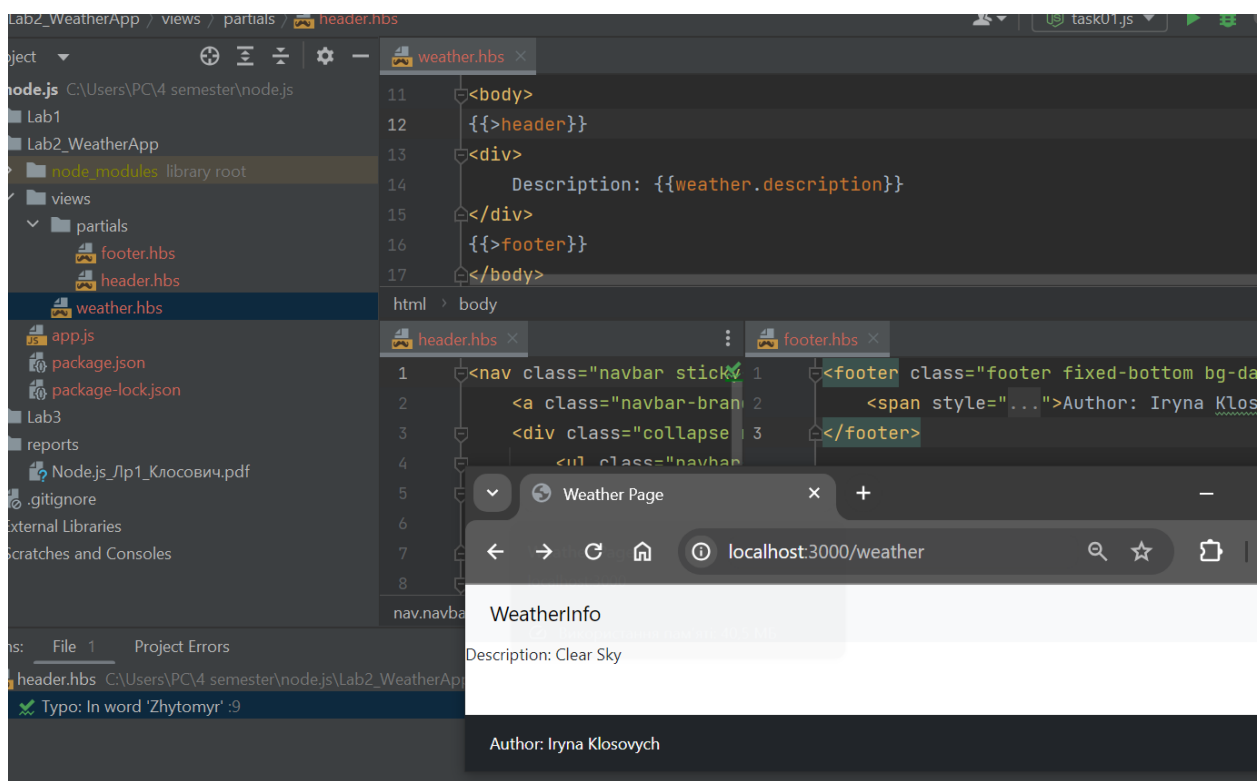 Lab2_WeatherApp 〉 views 〉 partials 〉 header.hbs
task01.js
weather.hbs
node.js C:\Users\PC\4 semester\node.js
Lab1
Lab2_WeatherApp
node_modules library root
views
partials
footer.hbs
header.hbs
weather.hbs
app.js
package.json
package-lock.json
Lab3
reports
Node.js_Лр1_Клосович.pdf
.gitignore
External Libraries
Scratches and Consoles
11 <body>
12 {{>header}}
13 <div>
14 Description: {{weather.description}}
15 </div>
16 {{>footer}}
17 </body>
html › body
header.hbs
1 <nav class="navbar sticky
2 <a class="navbar-bran
3 <div class="collapse
4 <ul class="navbar
5
6
7
8
nav.navba
footer.hbs
1 <footer class="footer fixed-bottom bg-da
2 <span style="...">Author: Iryna Klos
3 </footer>
File 1 Project Errors
header.hbs C:\Users\PC\4 semester\node.js\Lab2_WeatherApp
Typo: In word 'Zhytomyr' :9
Weather Page
localhost:3000/weather
WeatherInfo
Description: Clear Sky
Author: Iryna Klosovych